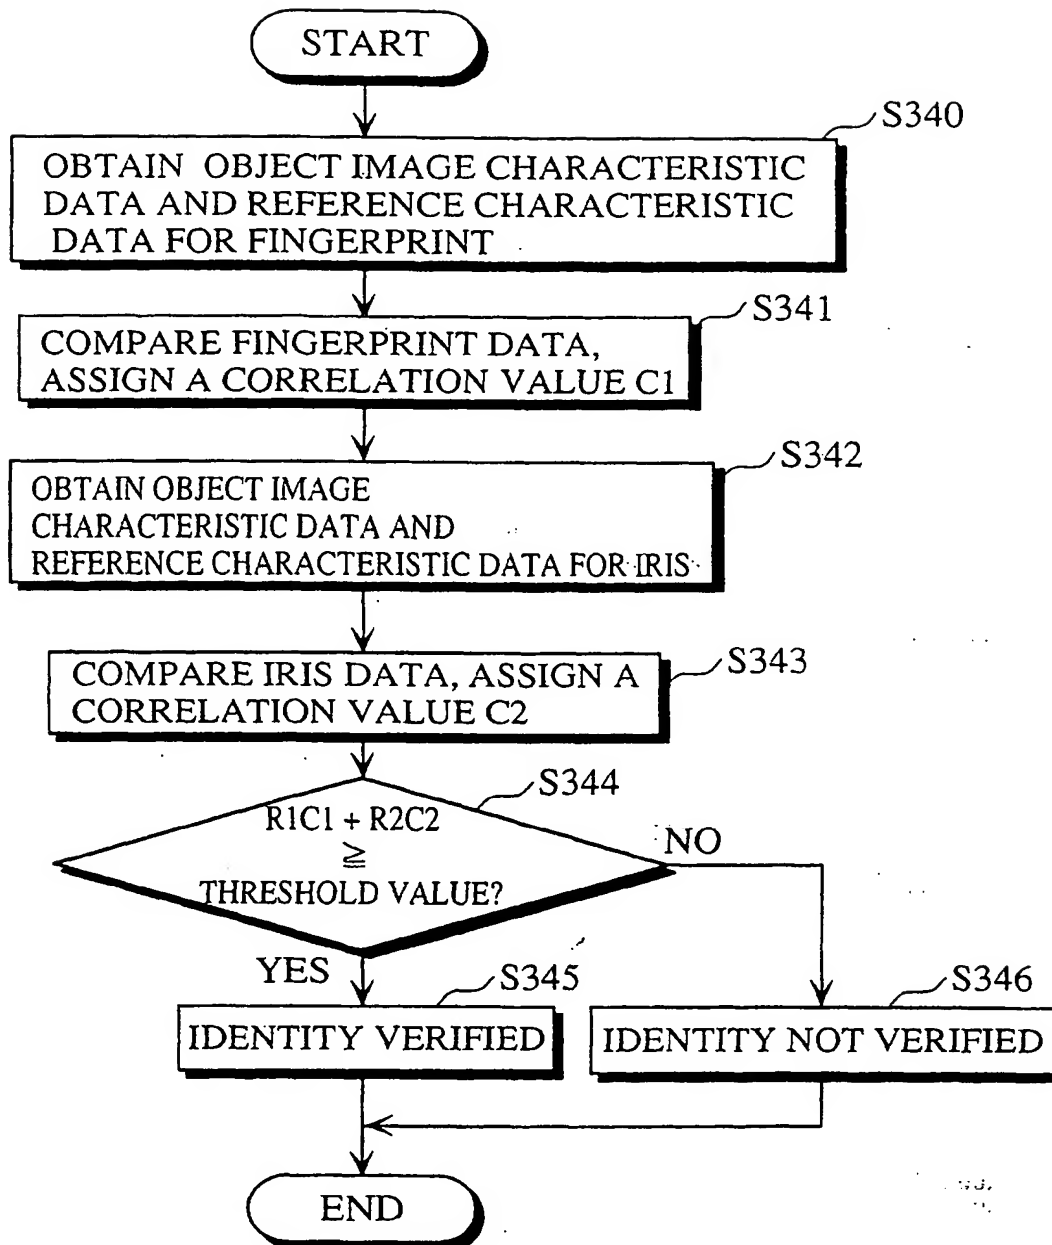 START
S340
OBTAIN OBJECT IMAGE CHARACTERISTIC
DATA AND REFERENCE CHARACTERISTIC
DATA FOR FINGERPRINT
S341
COMPARE FINGERPRINT DATA,
ASSIGN A CORRELATION VALUE C1
S342
OBTAIN OBJECT IMAGE
CHARACTERISTIC DATA AND
REFERENCE CHARACTERISTIC DATA FOR IRIS
S343
COMPARE IRIS DATA, ASSIGN A
CORRELATION VALUE C2
S344
R1C1 + R2C2
≧
THRESHOLD VALUE?
NO
YES
S345
S346
IDENTITY VERIFIED
IDENTITY NOT VERIFIED
END